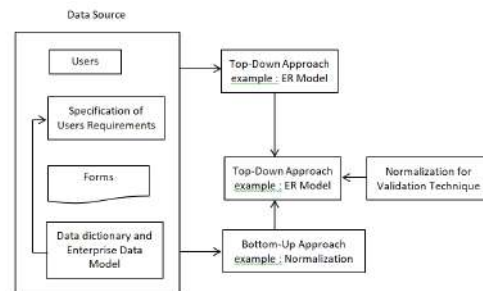 Data Source
Users
Specification of
Users Requirements
Forms
Data dictionary and
Enterprise Data
Model
Top-Down Approach
example : ER Model
Top-Down Approach
example : ER Model
Normalization for
Validation Technique
Bottom-Up Approach
example : Normalization